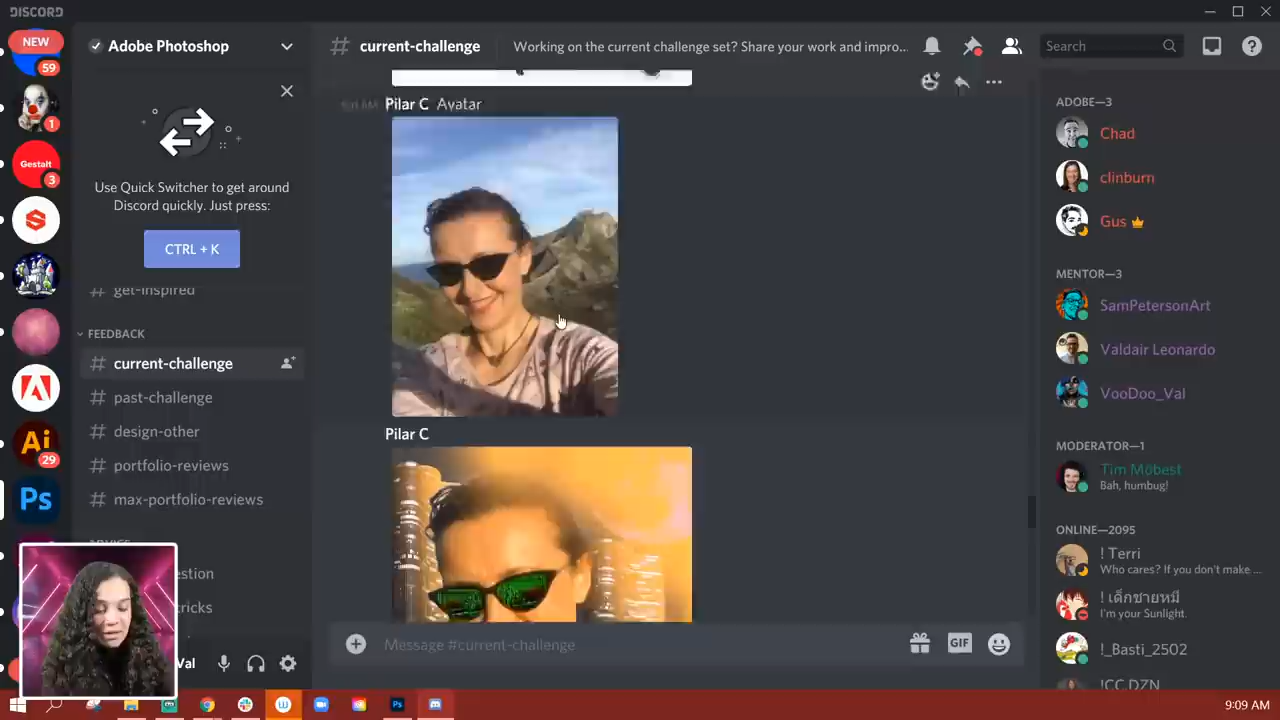 DISCORD
NEW
59
1
Gestalt
3
Ai
29
Ps
Adobe Photoshop
Use Quick Switcher to get around
Discord quickly. Just press:
CTRL + K
# get-inspired
FEEDBACK
# current-challenge
# past-challenge
# design-other
# portfolio-reviews
# max-portfolio-reviews
Val
# current-challenge
Working on the current challenge set? Share your work and impro...
Search
Pilar C Avatar
Pilar C
Message #current-challenge
GIF
ADOBE—3
Chad
clinburn
Gus
MENTOR—3
SamPetersonArt
Valdair Leonardo
VooDoo_Val
MODERATOR—1
Tim Möbest
Bah, humbug!
ONLINE—2095
! Terri
Who cares? If you don't make ...
! เด็กชายหมี
I'm your Sunlight.
!_Basti_2502
!CC.DZN
Ps
9:09 AM